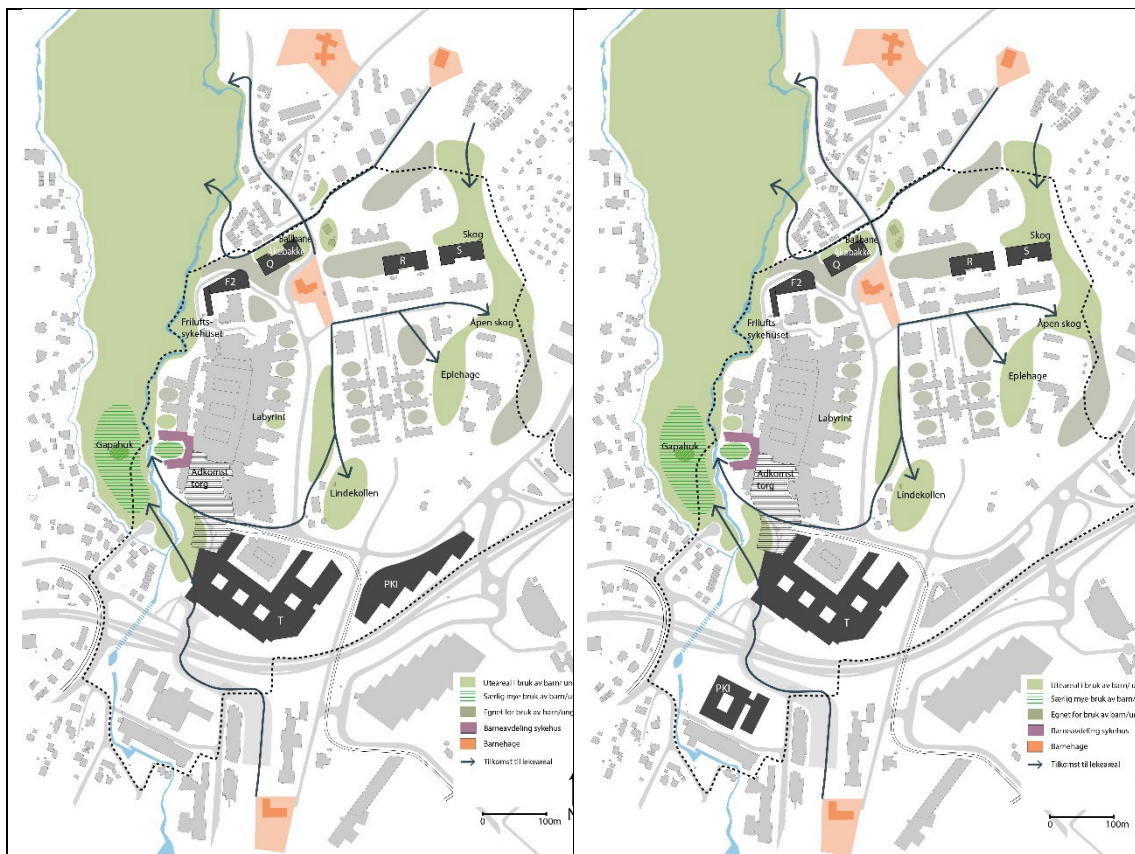 Ballbane
Akebakke
Q
F2
R
S
Skog
Frilufts-
sykehuset
Åpen skog
Eplehage
Labyrint
Gapahuk
Adkomst
torg
Lindekollen
PKI
T
Uteareal i bruk av barn/ un
Særlig mye bruk av barn/u
Egnet for bruk av barn/ung
Barneavdeling sykehus
Barnehage
Tilkomst til lekeareal
0 100m
N
Ballbane
Akebakke
Q
F2
R
S
Skog
Frilufts
sykehuset
Åpen skog
Eplehage
Labyrint
Gapahuk
Adkomst
torg
Lindekollen
T
PKI
Uteareal i bruk av barn/ u
Særlig mye bruk av barn/
Egnet for bruk av barn/u
Barneavdeling sykehus
Barnehage
Tilkomst til lekeareal
0 100m